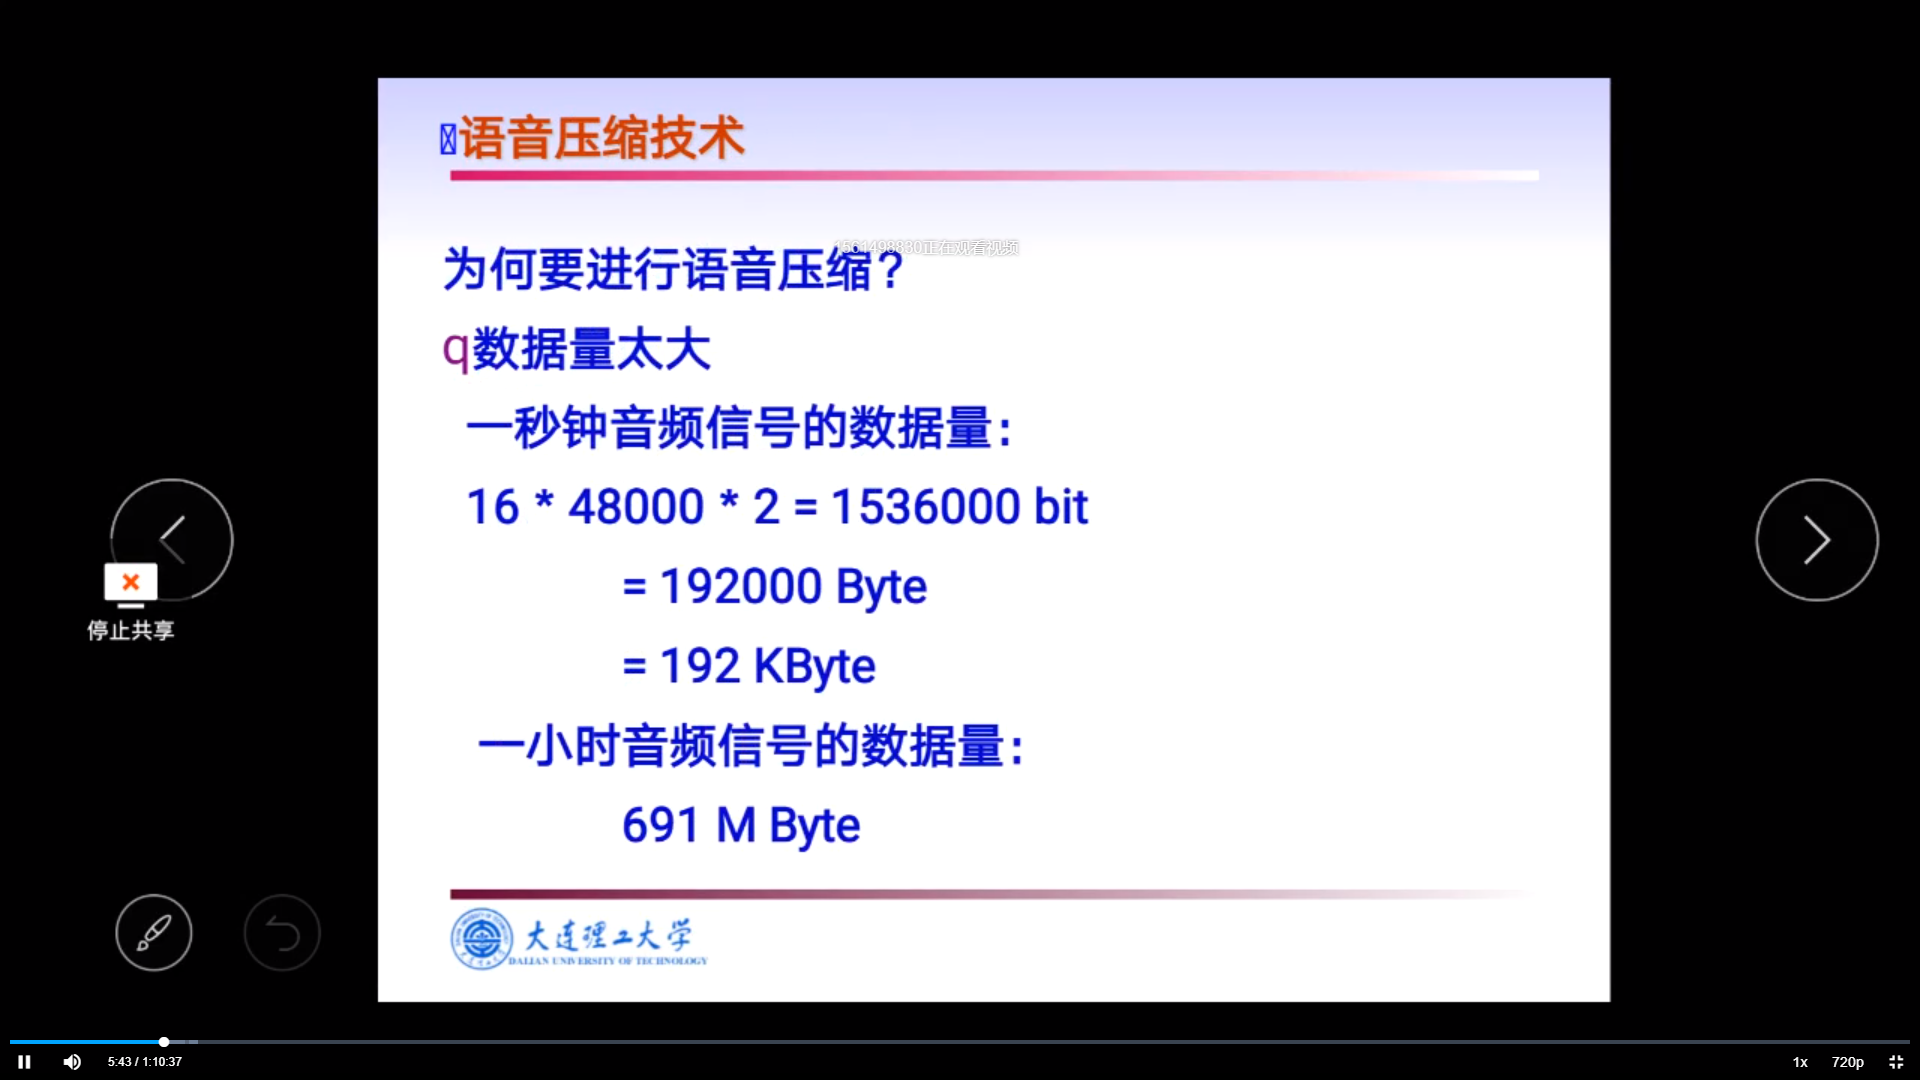 语音压缩技术
1561498830正在观看视频
为何要进行语音压缩？
q数据量太大
一秒钟音频信号的数据量：
16 * 48000 * 2 = 1536000 bit
= 192000 Byte
= 192 KByte
停止共享
一小时音频信号的数据量：
691 M Byte
大连理工大学
DALIAN UNIVERSITY OF TECHNOLOGY
5:43 / 1:10:37
1x
720p